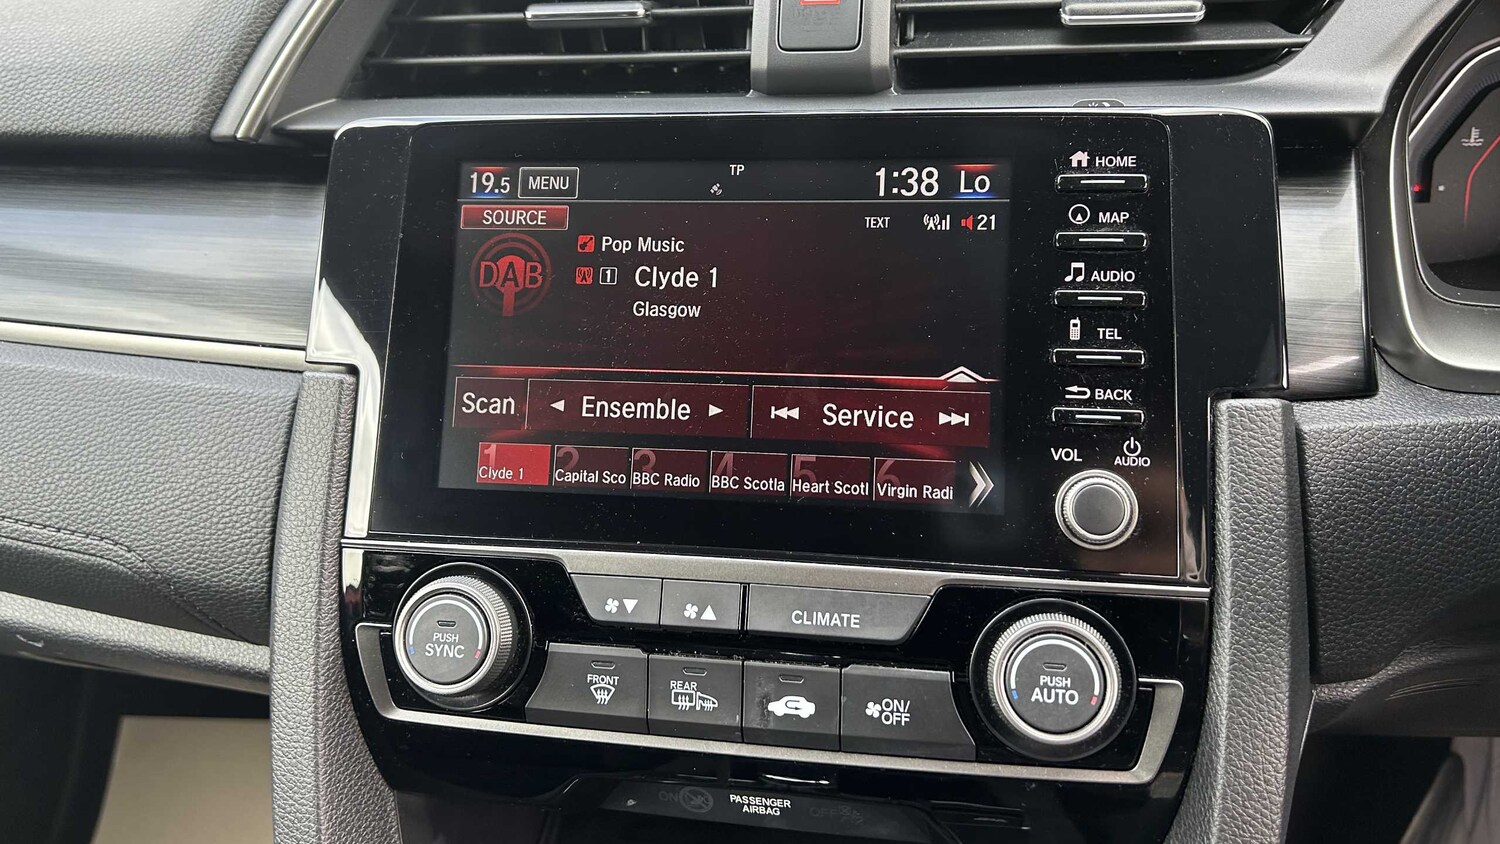 19.5 MENU TP 1:38 Lo
SOURCE TEXT 21
DAB
Pop Music
1 Clyde 1
Glasgow
Scan Ensemble Service
1 2 3 4 5 6
Clyde 1 Capital Sco BBC Radio BBC Scotla Heart Scotl Virgin Radi
HOME
MAP
AUDIO
TEL
BACK
VOL AUDIO
CLIMATE
PUSH
SYNC
FRONT
REAR
ON/
OFF
PUSH
AUTO
ON PASSENGER
AIRBAG OFF